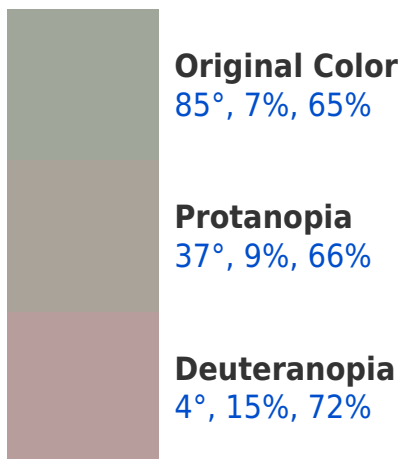 Original Color
85°, 7%, 65%
Protanopia
37°, 9%, 66%
Deuteranopia
4°, 15%, 72%